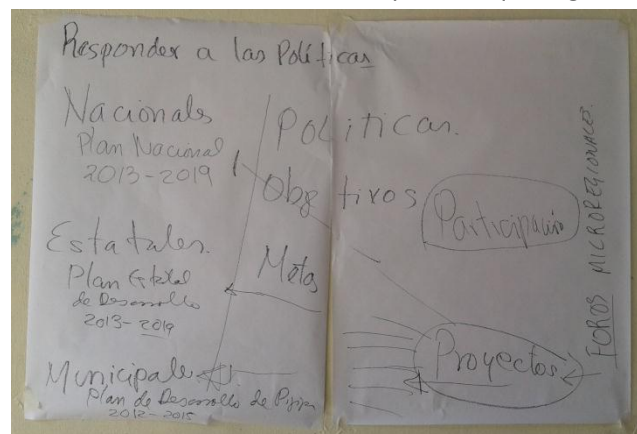 Responder a las Políticas
Nacionales
Plan Nacional
2013-2019
Estatales.
Plan Estatal
de Desarrollo
2013-2019
Municipales
Plan de Desarrollo de Pijiji
2012-2015
Políticas.
Objetivos
Metas
Participación
Proyectos
FOROS MICROREGIONALES.